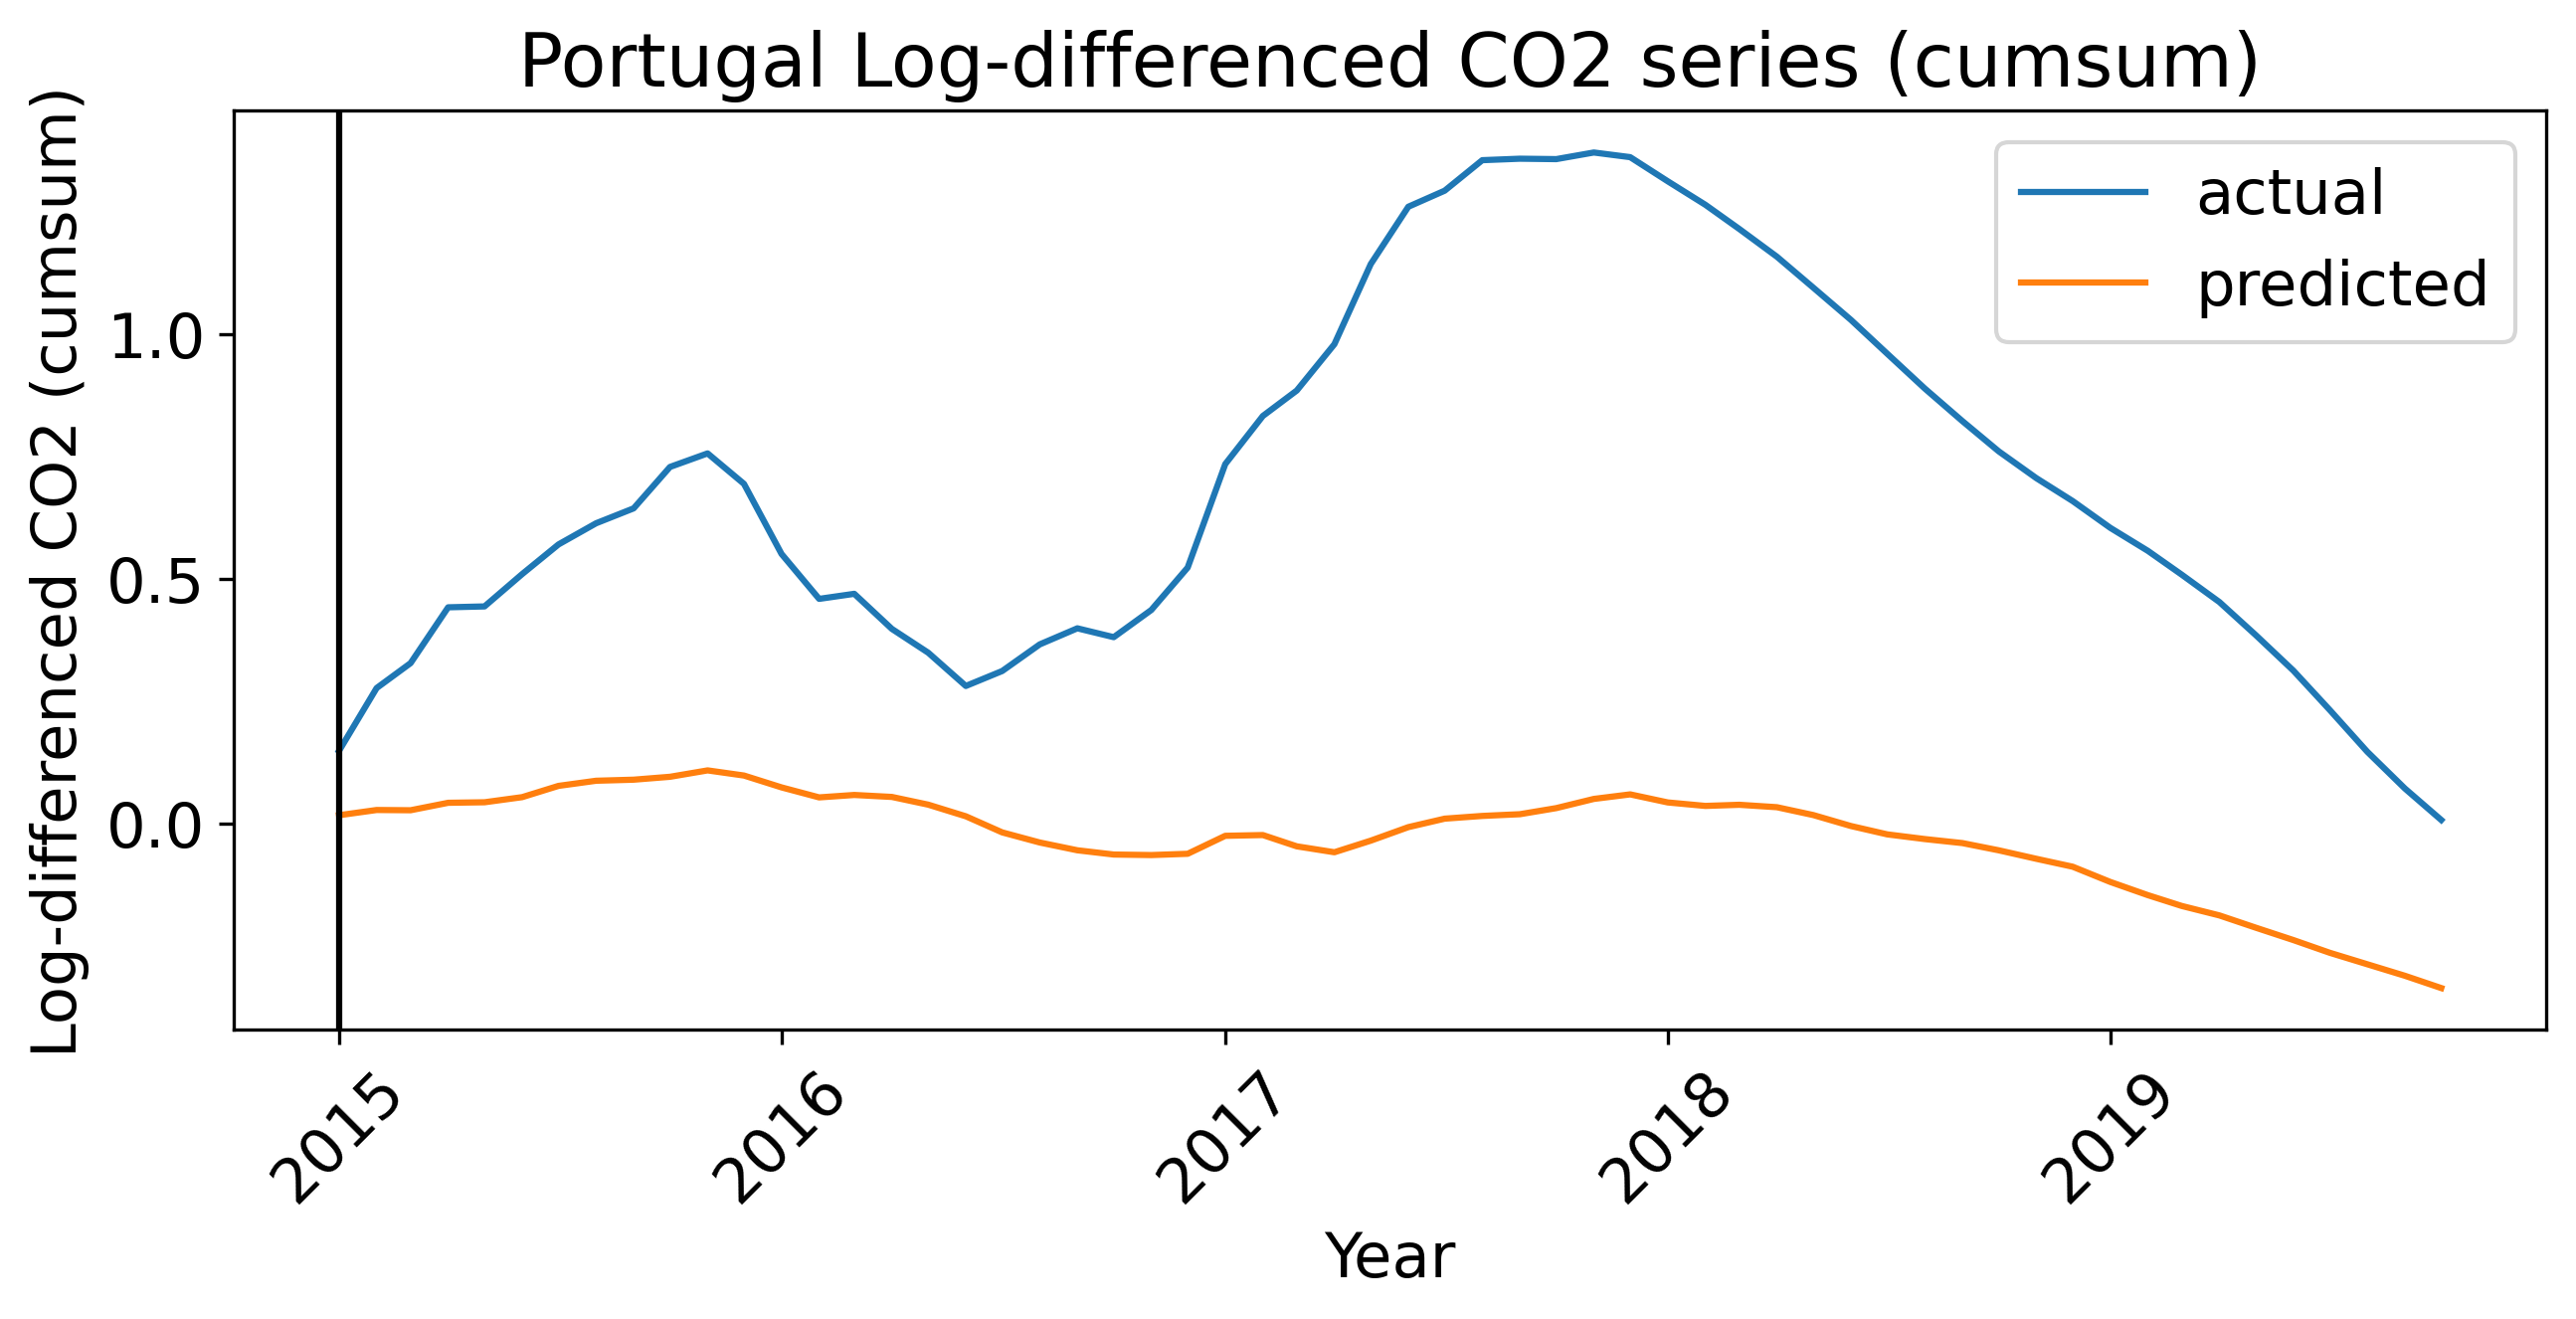 Portugal Log-differenced CO2 series (cumsum)
Log-differenced CO2 (cumsum)
1.0
0.5
0.0
actual
predicted
2015
2016
2017
2018
2019
Year